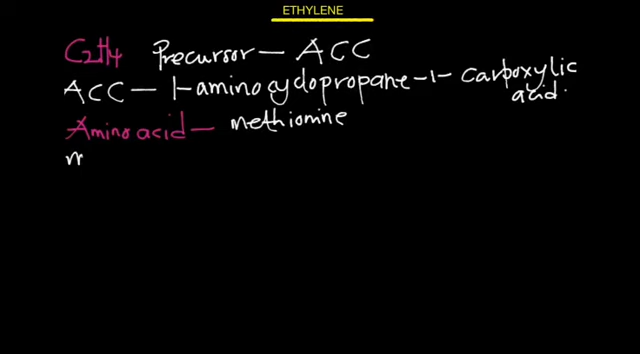 ETHYLENE
C2H4 Precursor — ACC
ACC — 1-aminocyclopropane-1-carboxylic
acid.
Amino acid — methionine
m